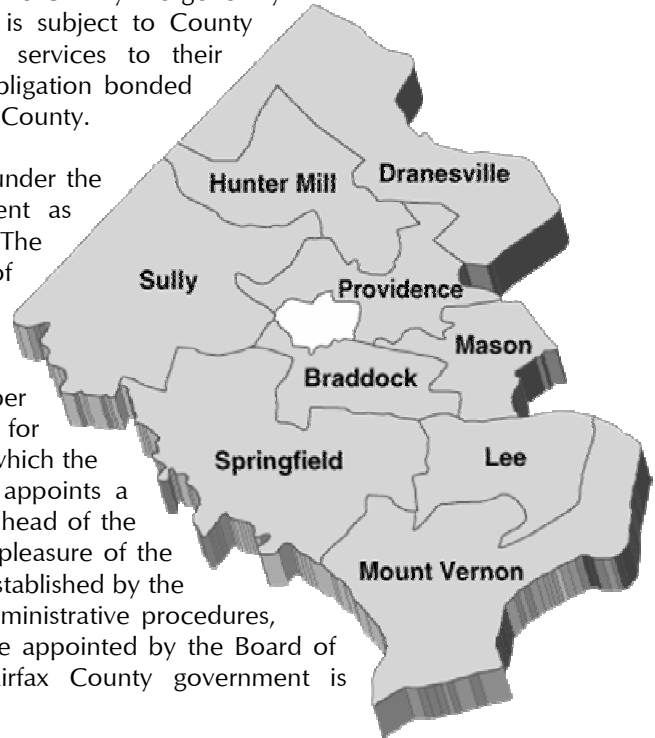 is subject to County
services to their
bligation bonded
County.
under the
ent as
The
of
per
for
which the
appoints a
head of the
pleasure of the
stablished by the
ministrative procedures,
e appointed by the Board of
irfax County government is
Hunter Mill
Dranesville
Sully
Providence
Mason
Braddock
Springfield
Lee
Mount Vernon